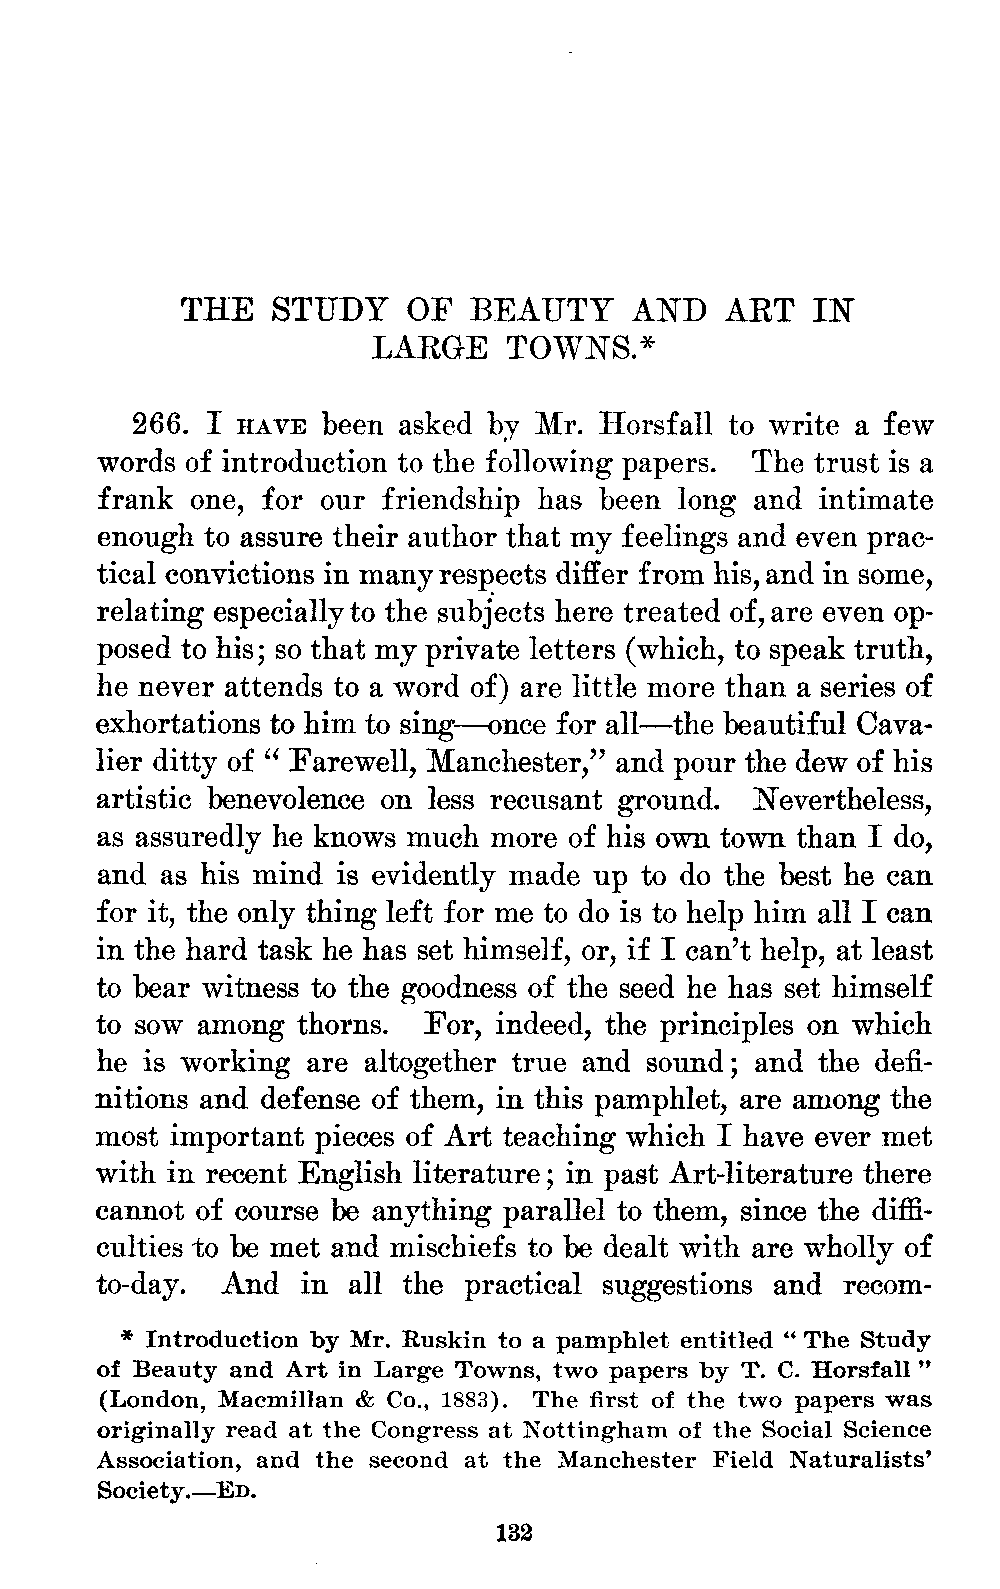 THE STUDY OF BEAUTY AND ART IN
LARGE TOWNS.*
266. I HAVE been asked by Mr. Horsfall to write a few
words of introduction to the following papers. The trust is a
frank one, for our friendship has been long and intimate
enough to assure their author that my feelings and even prac-
tical convictions in many respects differ from his, and in some,
relating especially to the subjects here treated of, are even op-
posed to his; so that my private letters (which, to speak truth,
he never attends to a word of) are little more than a series of
exhortations to him to sing—once for all—the beautiful Cava-
lier ditty of " Farewell, Manchester," and pour the dew of his
artistic benevolence on less recusant ground. Nevertheless,
as assuredly he knows much more of his own town than I do,
and as his mind is evidently made up to do the best he can
for it, the only thing left for me to do is to help him all I can
in the hard task he has set himself, or, if I can't help, at least
to bear witness to the goodness of the seed he has set himself
to sow among thorns. For, indeed, the principles on which
he is working are altogether true and sound; and the defi-
nitions and defense of them, in this pamphlet, are among the
most important pieces of Art teaching which I have ever met
with in recent English literature; in past Art-literature there
cannot of course be anything parallel to them, since the diffi-
culties to be met and mischiefs to be dealt with are wholly of
to-day. And in all the practical suggestions and recom-
* Introduction by Mr. Ruskin to a pamphlet entitled " The Study
of Beauty and Art in Large Towns, two papers by T. C. Horsfall "
(London, Macmillan & Co., 1883). The first of the two papers was
originally read at the Congress at Nottingham of the Social Science
Association, and the second at the Manchester Field Naturalists'
Society.—ED.
132